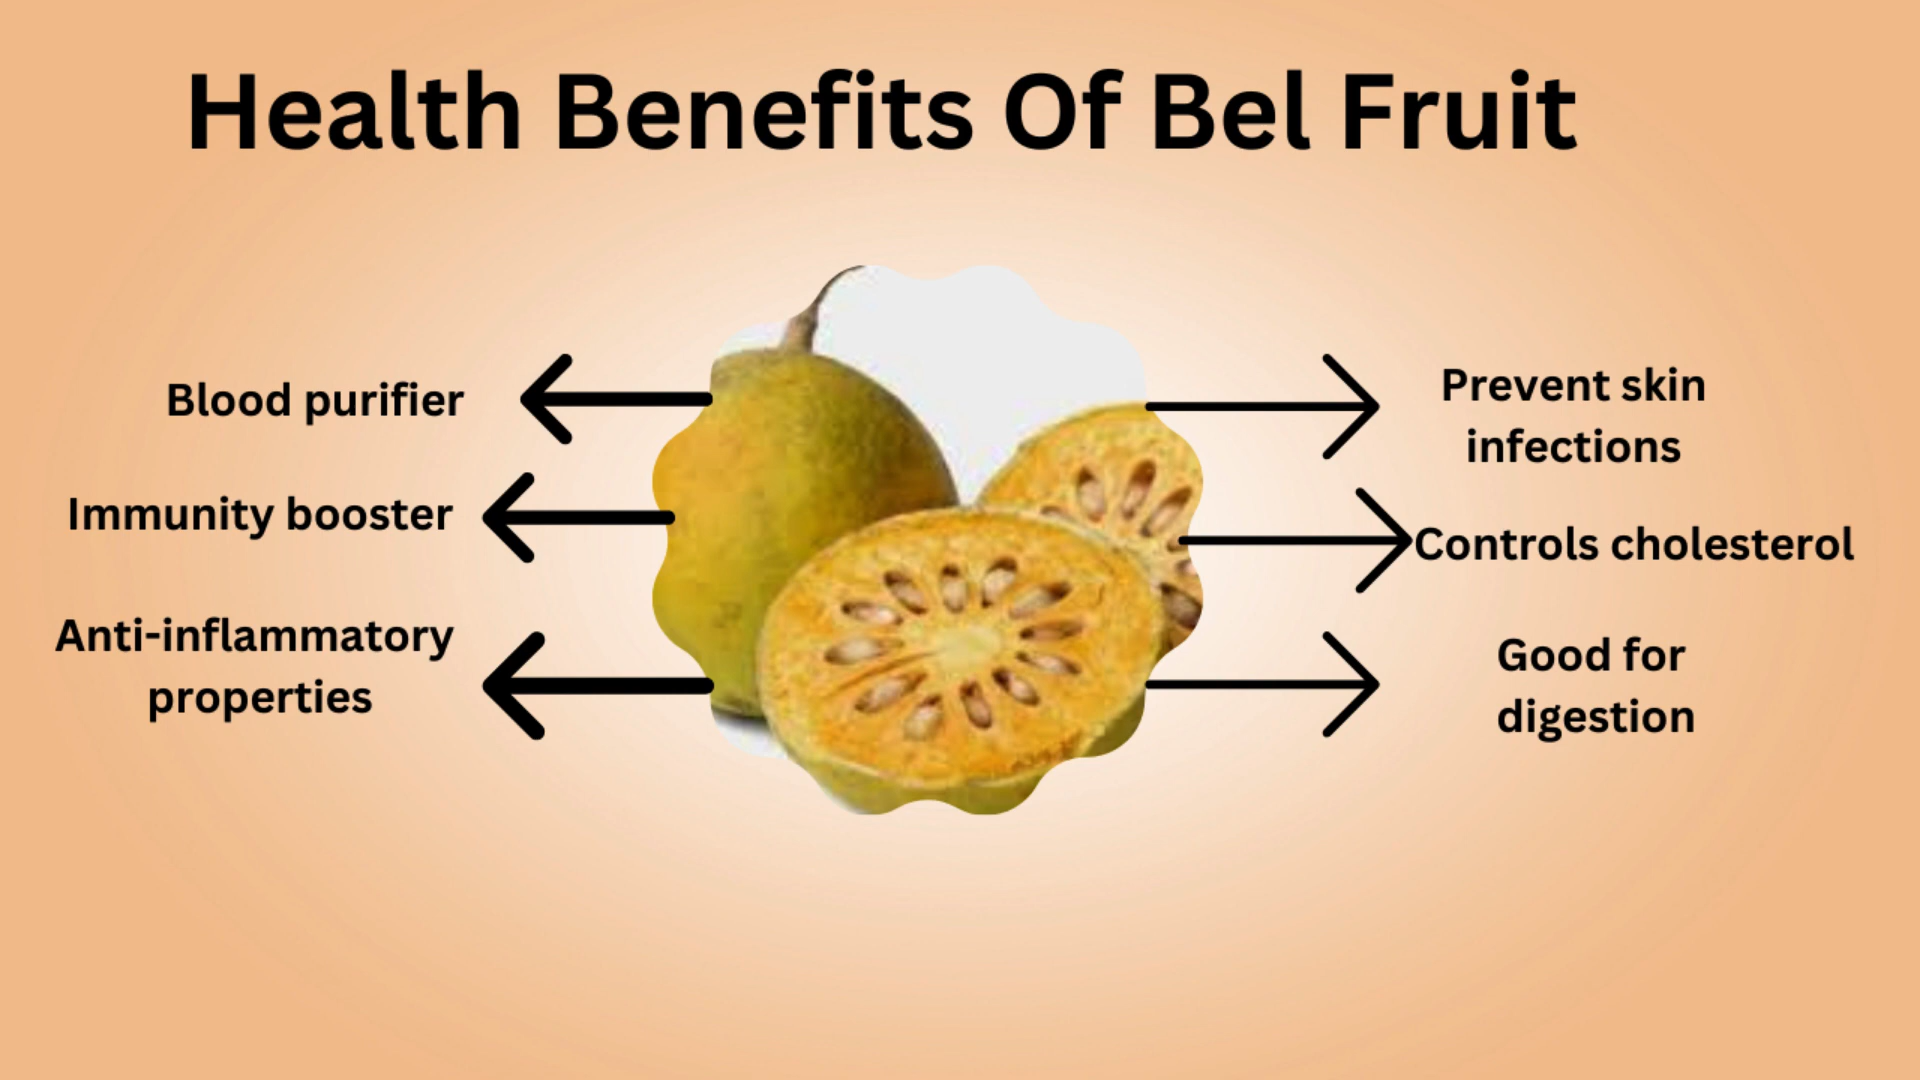 Health Benefits Of Bel Fruit
Blood purifier
Immunity booster
Anti-inflammatory
properties
Prevent skin
infections
Controls cholesterol
Good for
digestion